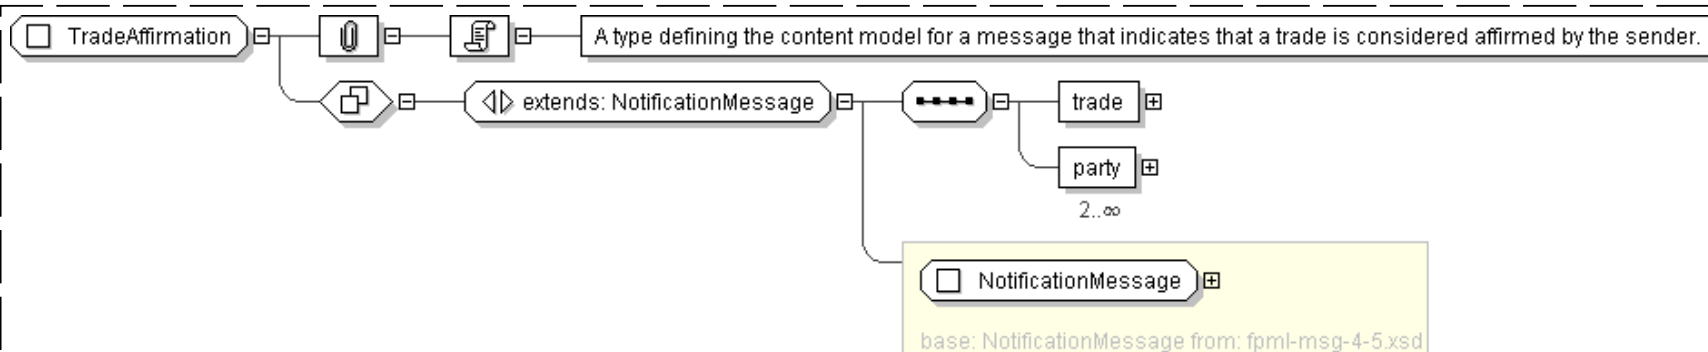 TradeAffirmation
A type defining the content model for a message that indicates that a trade is considered affirmed by the sender.
extends: NotificationMessage
trade
party
2..∞
NotificationMessage
base: NotificationMessage from: fpml-msg-4-5.xsd